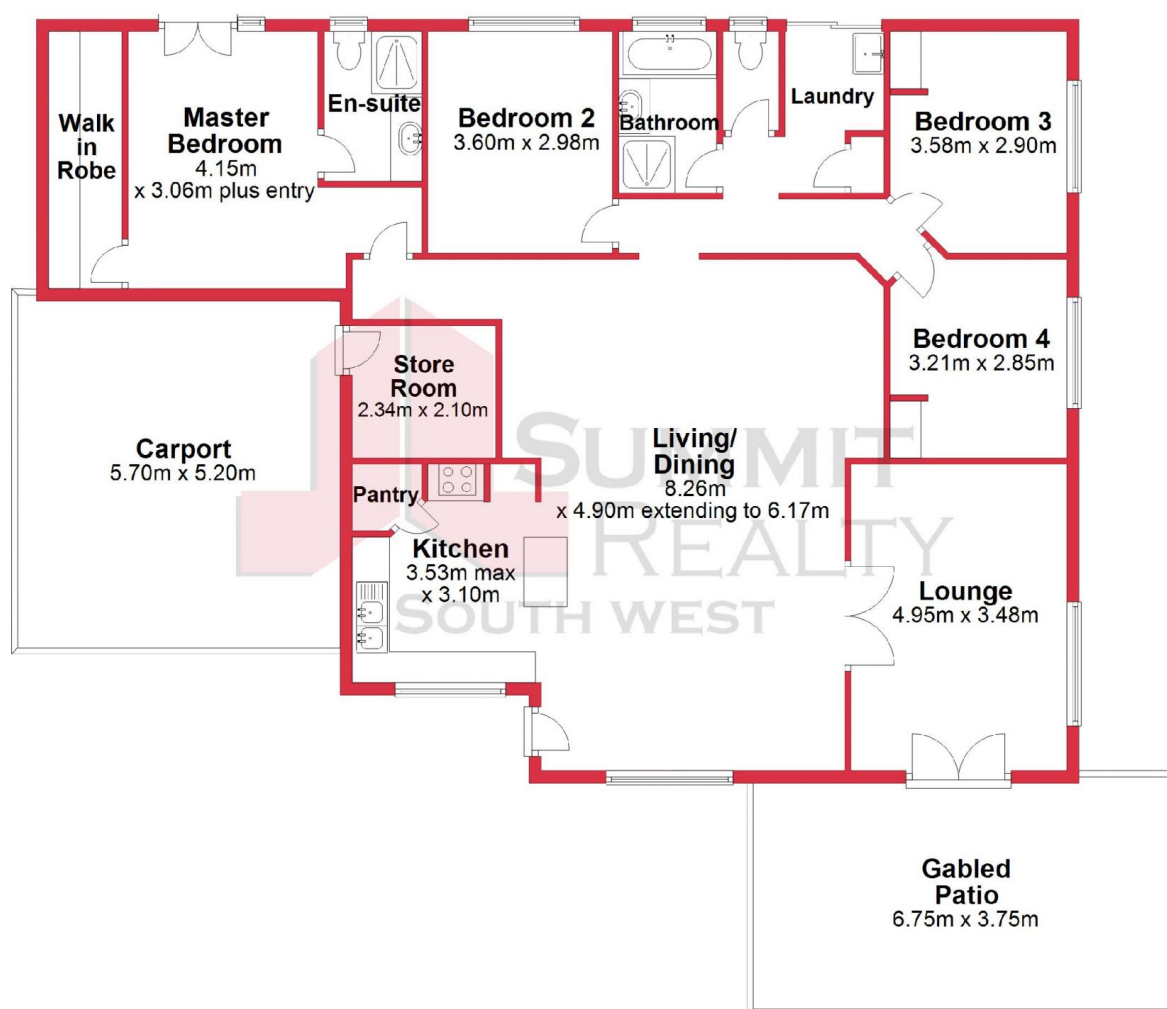 Walk
in
Robe
Master
Bedroom
4.15m
x 3.06m plus entry
En-suite
Bedroom 2
3.60m x 2.98m
Bathroom
Laundry
Bedroom 3
3.58m x 2.90m
Bedroom 4
3.21m x 2.85m
Store
Room
2.34m x 2.10m
Carport
5.70m x 5.20m
Living/
Dining
8.26m
x 4.90m extending to 6.17m
Pantry
Kitchen
3.53m max
x 3.10m
Lounge
4.95m x 3.48m
Gabled
Patio
6.75m x 3.75m
SUMMIT
REALTY
SOUTH WEST